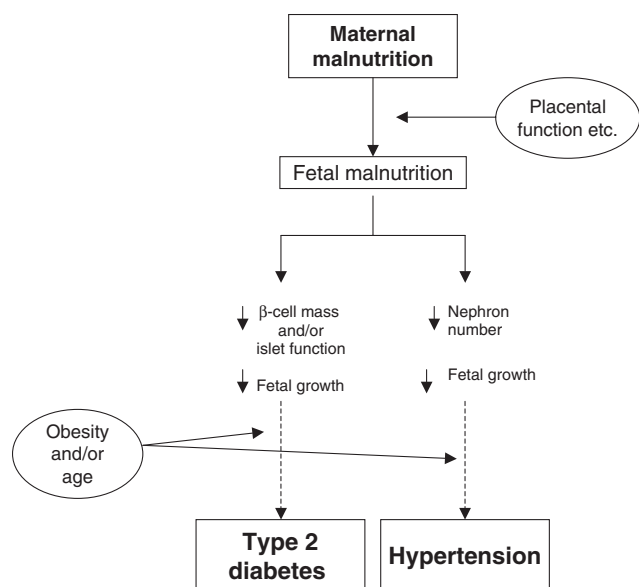 Maternal
malnutrition
Placental
function etc.
Fetal malnutrition
↓ β-cell mass
and/or
islet function
↓ Fetal growth
↓ Nephron
number
↓ Fetal growth
Obesity
and/or
age
Type 2
diabetes
Hypertension